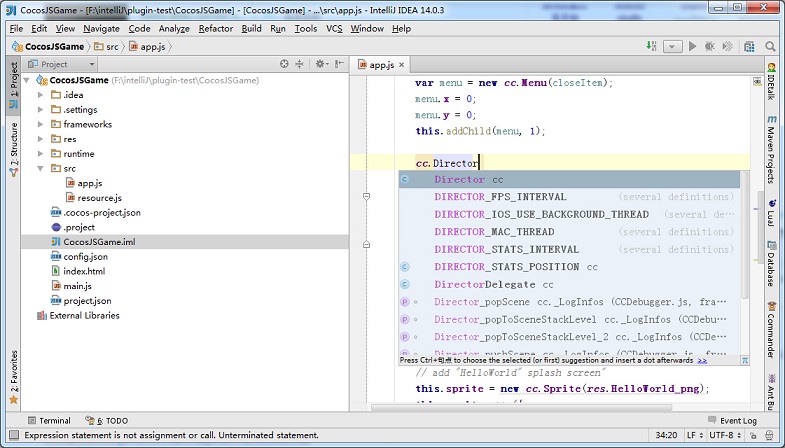 CocosJSGame - [F:\intelliJ\plugin-test\CocosJSGame] - [CocosJSGame] - ...\src\app.js - IntelliJ IDEA 14.0.3
File Edit View Navigate Code Analyze Refactor Build Run Tools VCS Window Help
CocosJSGame src app.js
Project
app.js
1: Project
7: Structure
2: Favorites
CocosJSGame (F:\intelliJ\plugin-test\CocosJSGame)
.idea
.settings
frameworks
res
runtime
src
app.js
resource.js
.cocos-project.json
.project
CocosJSGame.iml
config.json
index.html
main.js
project.json
External Libraries
var menu = new cc.Menu(closeItem);
menu.x = 0;
menu.y = 0;
this.addChild(menu, 1);
cc.Director
Director cc
DIRECTOR_FPS_INTERVAL (several definitions)
DIRECTOR_IOS_USE_BACKGROUND_THREAD (several de…
DIRECTOR_MAC_THREAD (several definitions)
DIRECTOR_STATS_INTERVAL (several definitions)
DIRECTOR_STATS_POSITION cc
DirectorDelegate cc
Director_popScene cc._LogInfos (CCDebugger.js, fra…
Director_popToSceneStackLevel cc._LogInfos (CCDebu…
Director_popToSceneStackLevel_2 cc._LogInfos (CCDe…
Director_pushScene cc._LogInfos (CCDebugger.js, fra…
Press Ctrl+句点 to choose the selected (or first) suggestion and insert a dot afterwards >>
// add "HelloWorld" splash screen"
this.sprite = new cc.Sprite(res.HelloWorld_png);
IDEtalk
Maven Projects
Lua!
Database
Commander
Ant Bu
Terminal 6: TODO Event Log
Expression statement is not assignment or call. Unterminated statement. 34:20 LF UTF-8